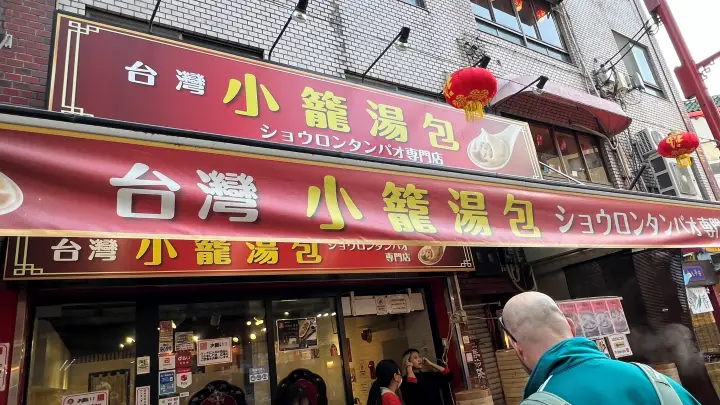 台灣 小籠湯包
ショウロンタンパオ専門店
台灣 小籠湯包 ショウロンタンパオ専門
台灣 小籠湯包 ショウロンタンパオ
専門店